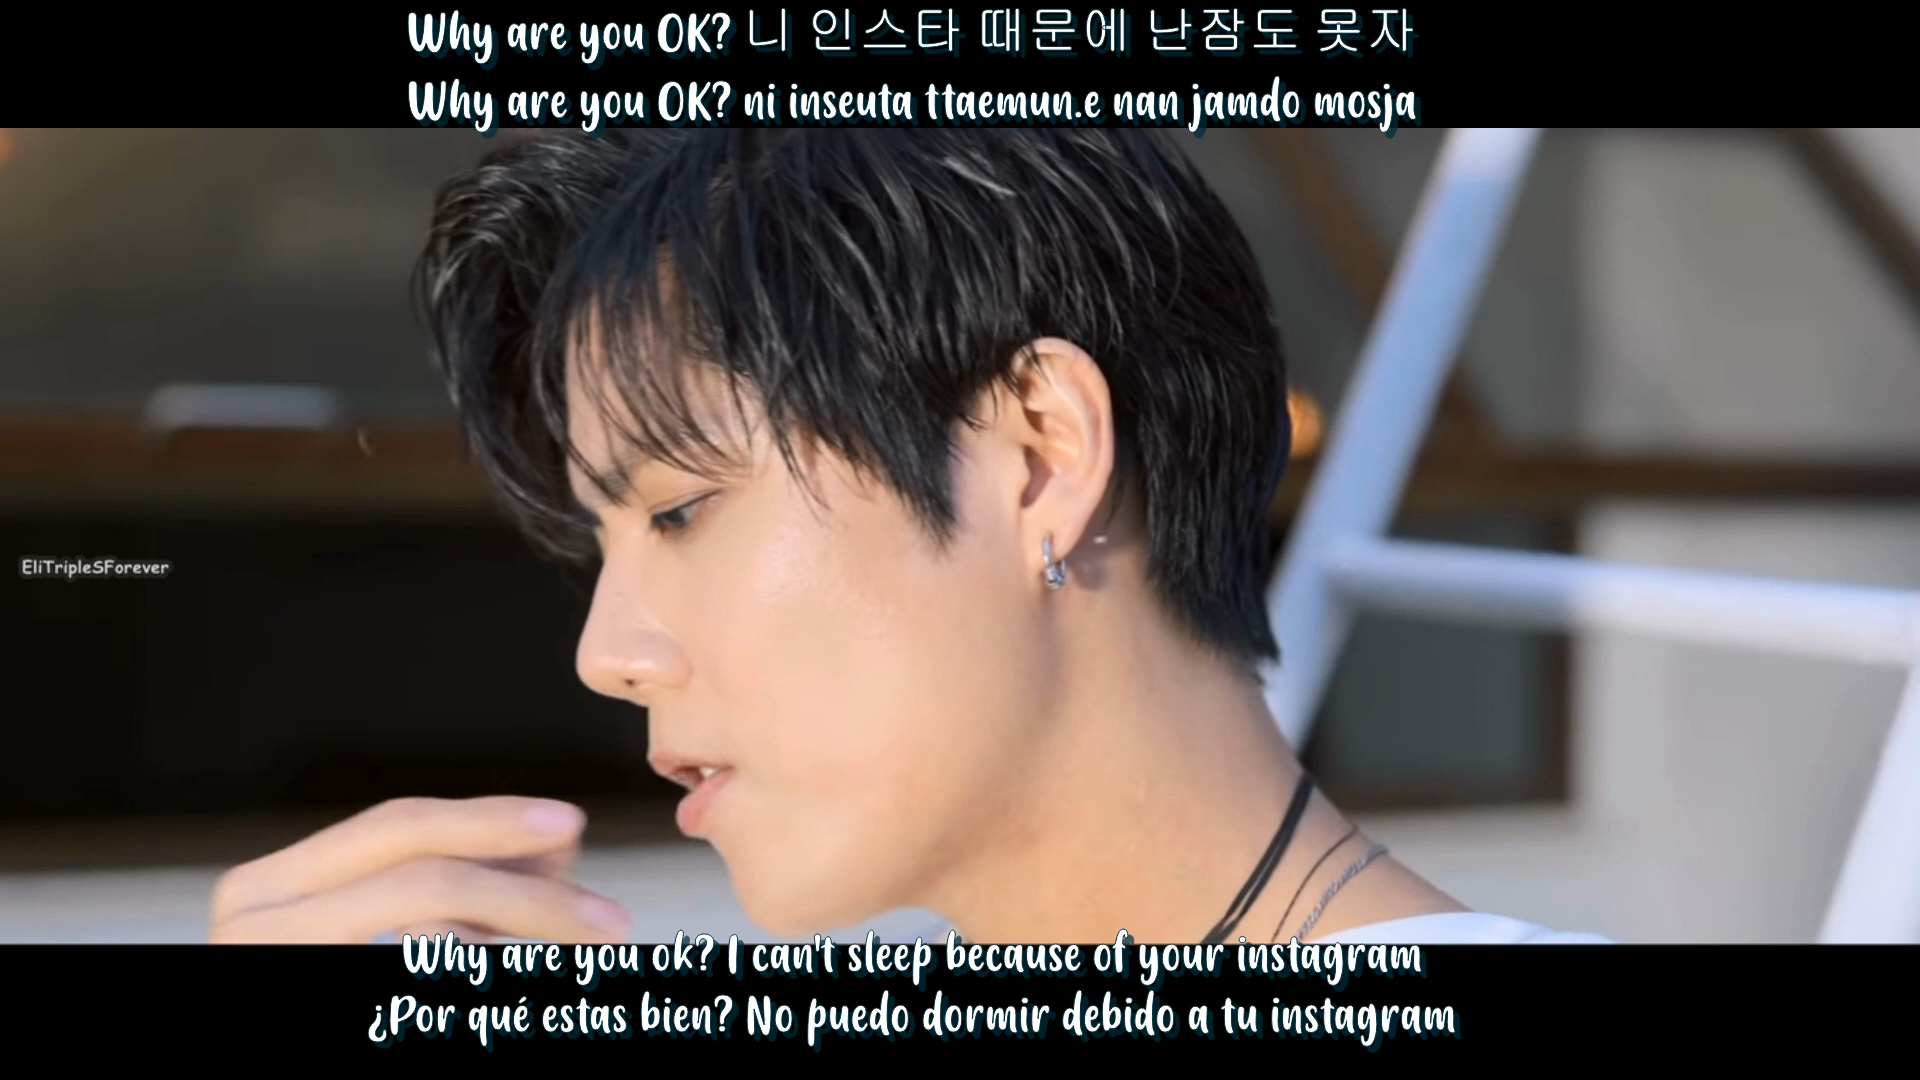 Why are you OK? 니 인스타 때문에 난잠도 못자
Why are you OK? ni inseuta ttaemun.e nan jamdo mosja
EliTripleSForever
Why are you ok? I can't sleep because of your instagram
¿Por qué estas bien? No puedo dormir debido a tu instagram